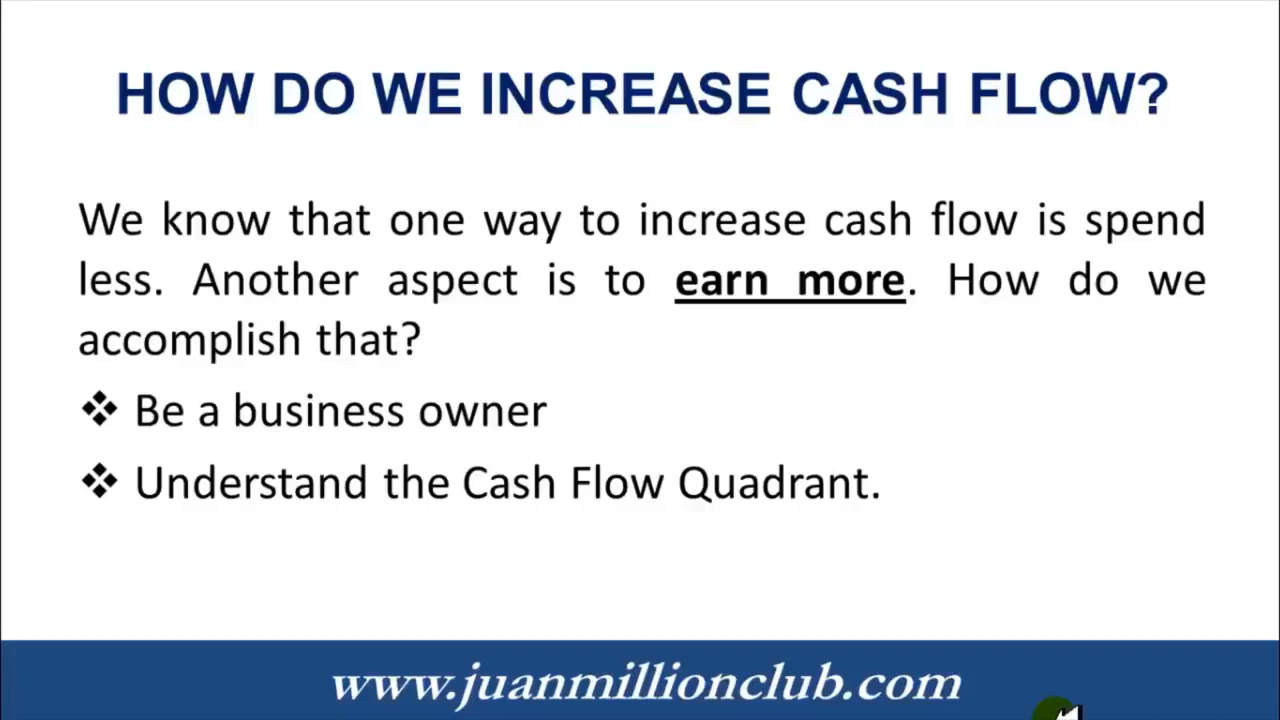 HOW DO WE INCREASE CASH FLOW?
We know that one way to increase cash flow is spend
less. Another aspect is to earn more. How do we
accomplish that?
❖ Be a business owner
❖ Understand the Cash Flow Quadrant.
www.juanmillionclub.com